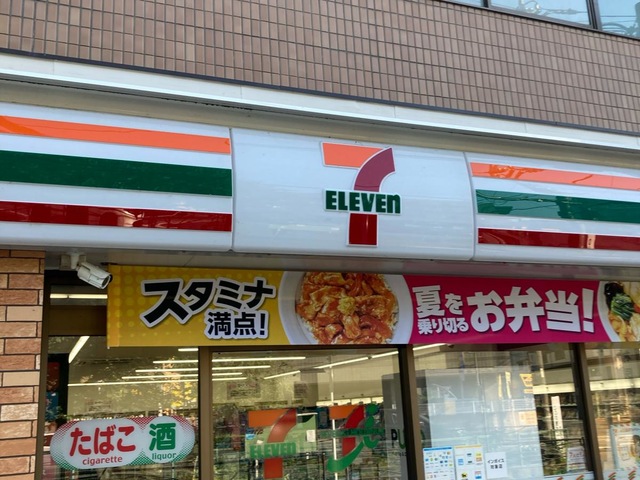 7
ELEVEn
スタミナ
満点!
夏を
乗り切る
お弁当!
たばこ
cigarette
酒
liquor
7
ELEVEn